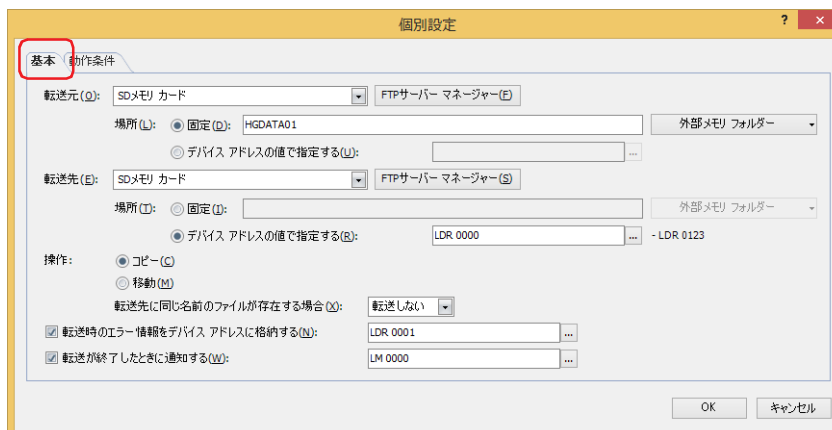 個別設定
? ×
基本 動作条件
転送元(O): SDメモリ カード FTPサーバー マネージャー(F)
場所(L): 固定(D): HGDATA01 外部メモリ フォルダー
デバイス アドレスの値で指定する(U): ...
転送先(E): SDメモリ カード FTPサーバー マネージャー(S)
場所(T): 固定(I): 外部メモリ フォルダー
デバイス アドレスの値で指定する(R): LDR 0000 ... - LDR 0123
操作: コピー(C)
移動(M)
転送先に同じ名前のファイルが存在する場合(X): 転送しない
転送時のエラー情報をデバイス アドレスに格納する(N): LDR 0001 ...
転送が終了したときに通知する(W): LM 0000 ...
OK キャンセル